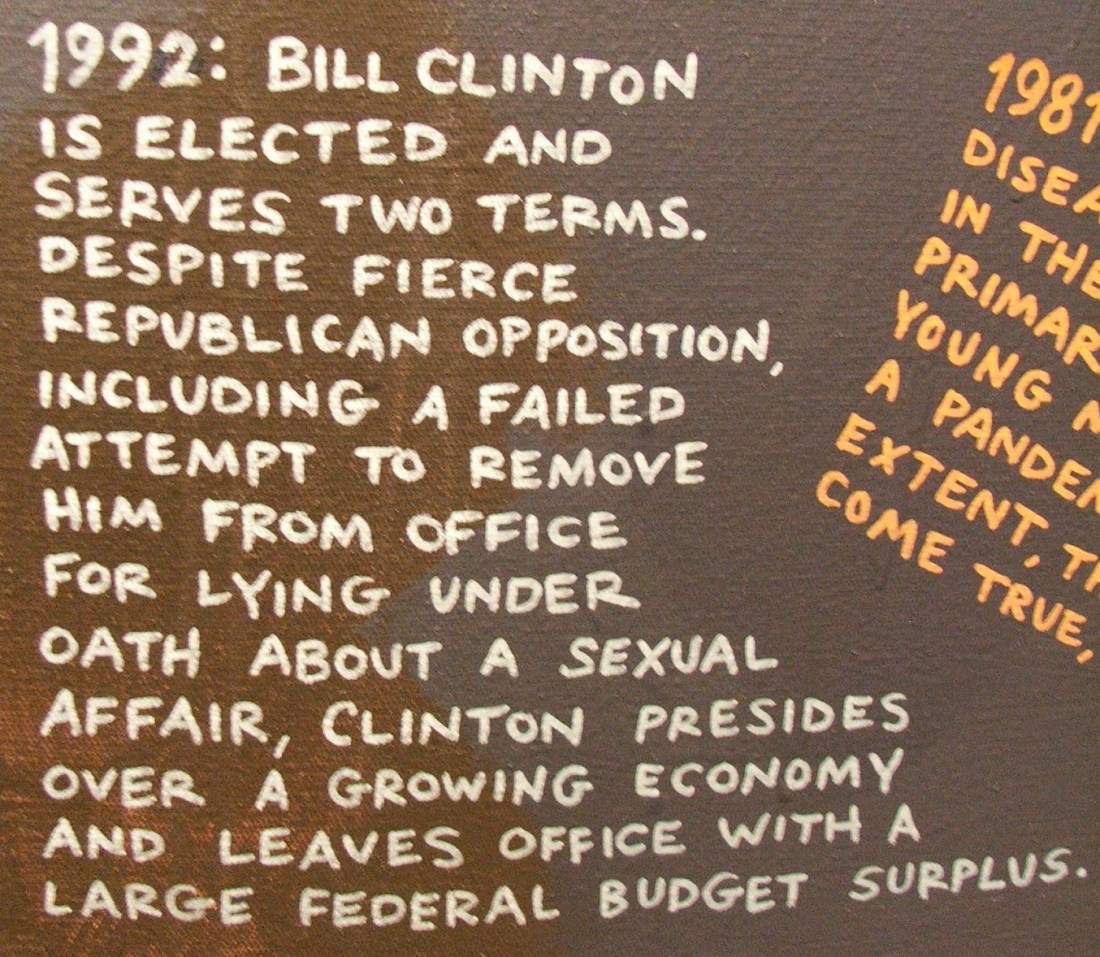 1992: BILL CLINTON
IS ELECTED AND
SERVES TWO TERMS.
DESPITE FIERCE
REPUBLICAN OPPOSITION,
INCLUDING A FAILED
ATTEMPT TO REMOVE
HIM FROM OFFICE
FOR LYING UNDER
OATH ABOUT A SEXUAL
AFFAIR, CLINTON PRESIDES
OVER A GROWING ECONOMY
AND LEAVES OFFICE WITH A
LARGE FEDERAL BUDGET SURPLUS.
1981
IN THE
YOUNG
A
EXTENT,
COME TRUE,